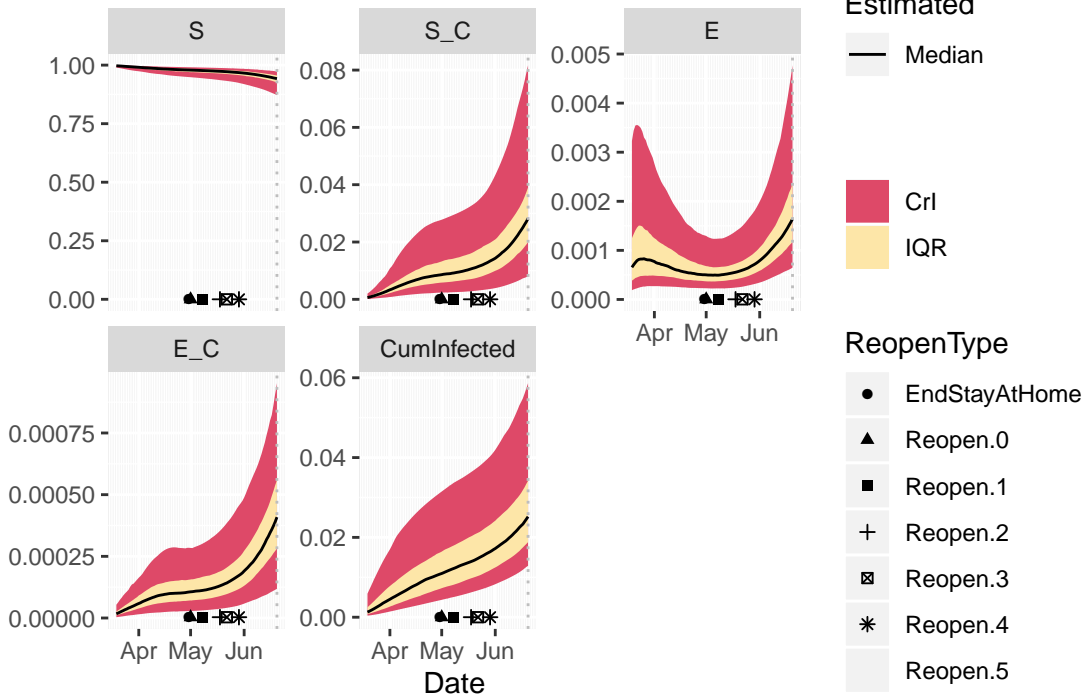 Estimated
S
S_C
E
Median
1.00
0.75
0.50
0.25
0.00
0.08
0.06
0.04
0.02
0.00
0.005
0.004
0.003
0.002
0.001
0.000
Apr May Jun
CrI
IQR
E_C
CumInfected
0.00075
0.00050
0.00025
0.00000
0.06
0.04
0.02
0.00
Apr May Jun
Apr May Jun
Date
ReopenType
EndStayAtHome
Reopen.0
Reopen.1
Reopen.2
Reopen.3
Reopen.4
Reopen.5